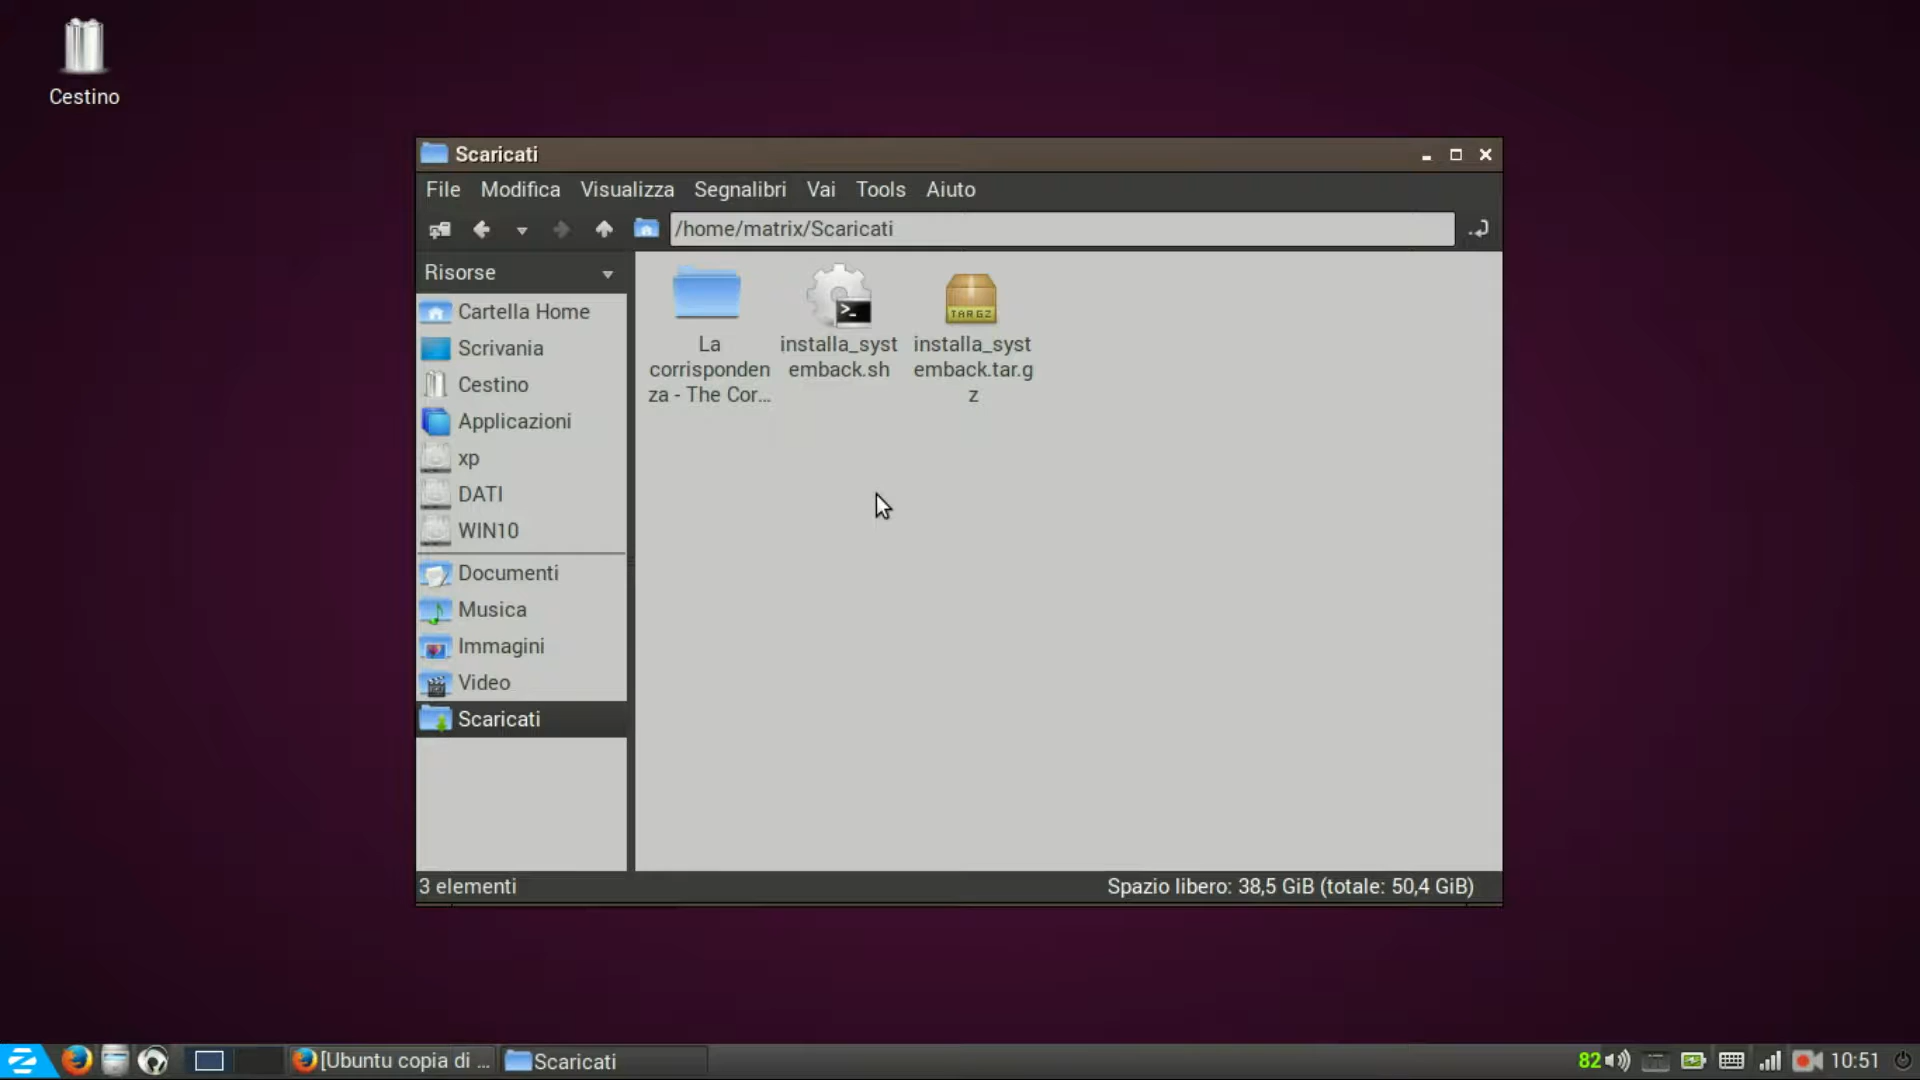 Cestino
Scaricati
File Modifica Visualizza Segnalibri Vai Tools Aiuto
/home/matrix/Scaricati
Risorse
Cartella Home
Scrivania
Cestino
Applicazioni
xp
DATI
WIN10
Documenti
Musica
Immagini
Video
Scaricati
La
corrisponden
za - The Cor...
installa_syst
emback.sh
TARGZ
installa_syst
emback.tar.g
z
3 elementi
Spazio libero: 38,5 GiB (totale: 50,4 GiB)
[Ubuntu copia di ...
Scaricati
82
10:51